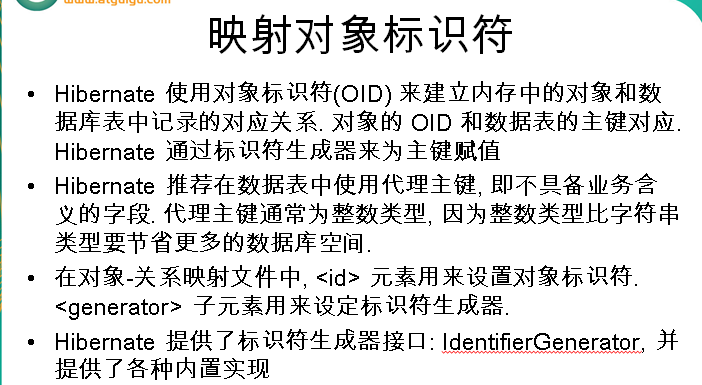 www.atguigu.com
映射对象标识符
• Hibernate 使用对象标识符(OID) 来建立内存中的对象和数
据库表中记录的对应关系. 对象的 OID 和数据表的主键对应.
Hibernate 通过标识符生成器来为主键赋值
• Hibernate 推荐在数据表中使用代理主键, 即不具备业务含
义的字段. 代理主键通常为整数类型, 因为整数类型比字符串
类型要节省更多的数据库空间.
• 在对象-关系映射文件中, <id> 元素用来设置对象标识符.
<generator> 子元素用来设定标识符生成器.
• Hibernate 提供了标识符生成器接口: IdentifierGenerator, 并
提供了各种内置实现